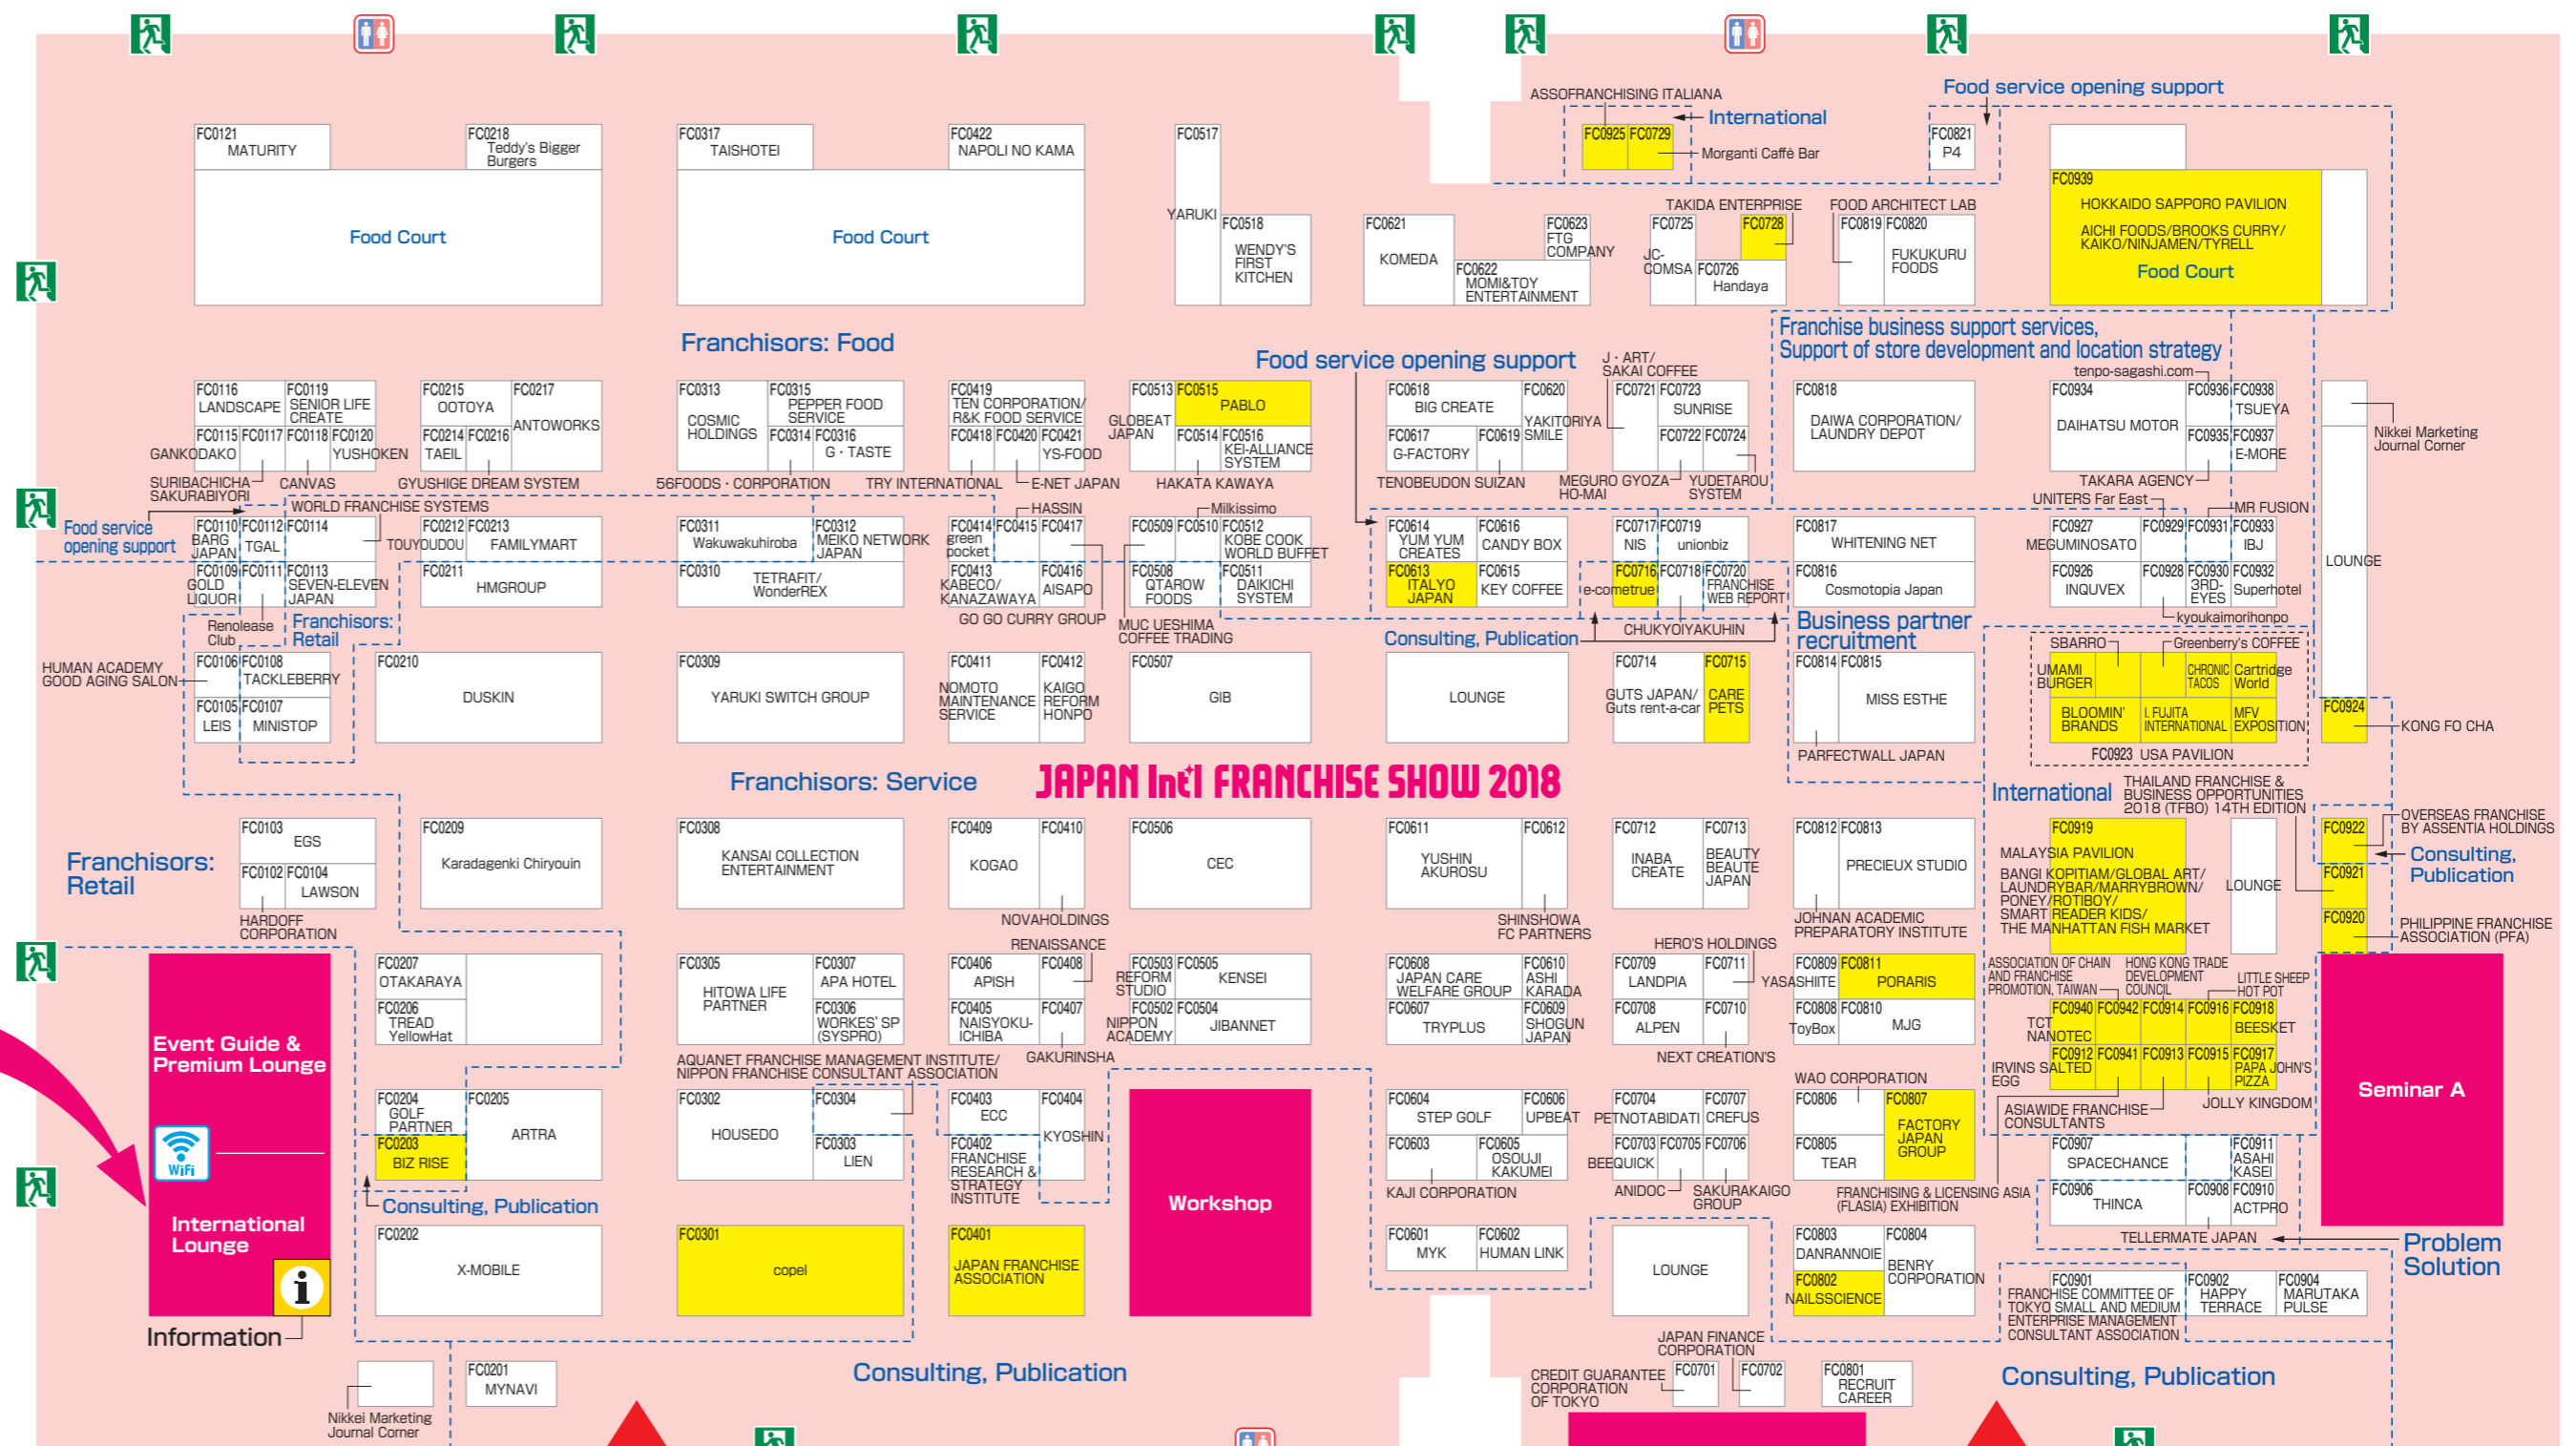 ASSOFRANCHISING ITALIANA
International
Food service opening support
FC0121
MATURITY
FC0218
Teddy's Bigger
Burgers
FC0317
TAISHOTEI
FC0422
NAPOLI NO KAMA
FC0517
YARUKI
FC0925
FC0729
Morganti Caffè Bar
FC0821
P4
Food Court
Food Court
FC0518
WENDY'S
FIRST
KITCHEN
FC0621
KOMEDA
FC0623
FTG
COMPANY
FC0622
MOMI&TOY
ENTERTAINMENT
TAKIDA ENTERPRISE
FC0725
JC-
COMSA
FC0728
FC0726
Handaya
FOOD ARCHITECT LAB
FC0819
FC0820
FUKUKURU
FOODS
FC0939
HOKKAIDO SAPPORO PAVILION
AICHI FOODS/BROOKS CURRY/
KAIKO/NINJAMEN/TYRELL
Food Court
Franchisors: Food
Food service opening support
J・ART/
SAKAI COFFEE
Franchise business support services,
Support of store development and location strategy
tenpo-sagashi.com
FC0116
LANDSCAPE
FC0119
SENIOR LIFE
CREATE
FC0115
GANKODAKO
FC0117
FC0118
FC0120
YUSHOKEN
SURIBACHICHA
SAKURABIYORI
CANVAS
FC0215
OOTOYA
FC0217
ANTOWORKS
FC0214
TAEIL
FC0216
GYUSHIGE DREAM SYSTEM
FC0313
COSMIC
HOLDINGS
FC0315
PEPPER FOOD
SERVICE
FC0314
FC0316
G・TASTE
56FOODS・CORPORATION
FC0419
TEN CORPORATION/
R&K FOOD SERVICE
FC0418
FC0420
FC0421
YS-FOOD
TRY INTERNATIONAL
E-NET JAPAN
FC0513
GLOBEAT
JAPAN
FC0515
PABLO
FC0514
FC0516
KEI-ALLIANCE
SYSTEM
HAKATA KAWAYA
FC0618
BIG CREATE
FC0620
YAKITORIYA
SMILE
FC0617
G-FACTORY
FC0619
TENOBEUDON SUIZAN
FC0721
FC0723
SUNRISE
FC0722
FC0724
MEGURO GYOZA
HO-MAI
YUDETAROU
SYSTEM
FC0818
DAIWA CORPORATION/
LAUNDRY DEPOT
FC0934
DAIHATSU MOTOR
FC0936
FC0938
TSUEYA
FC0935
FC0937
E-MORE
TAKARA AGENCY
Nikkei Marketing
Journal Corner
UNITERS Far East
MR FUSION
Food service
opening support
WORLD FRANCHISE SYSTEMS
HASSIN
Milkissimo
FC0110
BARG
JAPAN
FC0112
TGAL
FC0114
FC0109
GOLD
LIQUOR
FC0111
FC0113
SEVEN-ELEVEN
JAPAN
Renolease
Club
Franchisors:
Retail
FC0212
TOUYOUDOU
FC0213
FAMILYMART
FC0211
HMGROUP
FC0311
Wakuwakuhiroba
FC0312
MEIKO NETWORK
JAPAN
FC0310
TETRAFIT/
WonderREX
FC0414
green
pocket
FC0415
FC0417
FC0413
KABECO/
KANAZAWAYA
FC0416
AISAPO
GO GO CURRY GROUP
FC0509
FC0510
FC0512
KOBE COOK
WORLD BUFFET
FC0508
QTAROW
FOODS
FC0511
DAIKICHI
SYSTEM
MUC UESHIMA
COFFEE TRADING
FC0614
YUM YUM
CREATES
FC0616
CANDY BOX
FC0613
ITALYO
JAPAN
FC0615
KEY COFFEE
FC0717
NIS
FC0719
unionbiz
FC0716
e-cometrue
FC0718
FC0720
FRANCHISE
WEB REPORT
Consulting, Publication
CHUKYOIYAKUHIN
FC0817
WHITENING NET
FC0816
Cosmotopia Japan
Business partner
recruitment
FC0927
MEGUMINOSATO
FC0929
FC0931
FC0933
IBJ
FC0926
INQUVEX
FC0928
FC0930
3RD-
EYES
FC0932
Superhotel
kyoukaimorihonpo
LOUNGE
HUMAN ACADEMY
GOOD AGING SALON
FC0106
FC0108
TACKLEBERRY
FC0105
LEIS
FC0107
MINISTOP
FC0210
DUSKIN
FC0309
YARUKI SWITCH GROUP
FC0411
NOMOTO
MAINTENANCE
SERVICE
FC0412
KAIGO
REFORM
HONPO
FC0507
GIB
LOUNGE
FC0714
GUTS JAPAN/
Guts rent-a-car
FC0715
CARE
PETS
FC0814
FC0815
MISS ESTHE
PARFECTWALL JAPAN
SBARRO
Greenberry's COFFEE
UMAMI
BURGER
CHRONIC
TACOS
Cartridge
World
BLOOMIN'
BRANDS
I. FUJITA
INTERNATIONAL
MFV
EXPOSITION
FC0923 USA PAVILION
FC0924
KONG FO CHA
Franchisors: Service
JAPAN Int'l FRANCHISE SHOW 2018
International
THAILAND FRANCHISE &
BUSINESS OPPORTUNITIES
2018 (TFBO) 14TH EDITION
OVERSEAS FRANCHISE
BY ASSENTIA HOLDINGS
Consulting,
Publication
Franchisors:
Retail
FC0103
EGS
FC0102
FC0104
LAWSON
HARDOFF
CORPORATION
FC0209
Karadagenki Chiryouin
FC0308
KANSAI COLLECTION
ENTERTAINMENT
FC0409
KOGAO
FC0410
NOVAHOLDINGS
FC0506
CEC
FC0611
YUSHIN
AKUROSU
FC0612
SHINSHOWA
FC PARTNERS
FC0712
INABA
CREATE
FC0713
BEAUTY
BEAUTE
JAPAN
FC0812
FC0813
PRECIEUX STUDIO
JOHNAN ACADEMIC
PREPARATORY INSTITUTE
FC0919
MALAYSIA PAVILION
BANGI KOPITIAM/GLOBAL ART/
LAUNDRYBAR/MARRYBROWN/
PONEY/ROTIBOY/
SMART READER KIDS/
THE MANHATTAN FISH MARKET
LOUNGE
FC0922
FC0921
FC0920
PHILIPPINE FRANCHISE
ASSOCIATION (PFA)
Event Guide &
Premium Lounge
WiFi
International
Lounge
i
Information
FC0207
OTAKARAYA
FC0206
TREAD
YellowHat
FC0305
HITOWA LIFE
PARTNER
FC0307
APA HOTEL
FC0306
WORKES' SP
(SYSPRO)
RENAISSANCE
FC0406
APISH
FC0408
FC0405
NAISYOKU-
ICHIBA
FC0407
GAKURINSHA
FC0503
REFORM
STUDIO
FC0505
KENSEI
FC0502
NIPPON
ACADEMY
FC0504
JIBANNET
FC0608
JAPAN CARE
WELFARE GROUP
FC0610
ASHI
KARADA
FC0607
TRYPLUS
FC0609
SHOGUN
JAPAN
HERO'S HOLDINGS
FC0709
LANDPIA
FC0711
FC0708
ALPEN
FC0710
NEXT CREATION'S
FC0809
YASASHIITE
FC0811
PORARIS
FC0808
ToyBox
FC0810
MJG
ASSOCIATION OF CHAIN
AND FRANCHISE
PROMOTION, TAIWAN
HONG KONG TRADE
DEVELOPMENT
COUNCIL
LITTLE SHEEP
HOT POT
FC0940
TCT
NANOTEC
FC0942
FC0914
FC0916
FC0918
BEESKET
FC0912
IRVINS SALTED
EGG
FC0941
FC0913
FC0915
FC0917
PAPA JOHN'S
PIZZA
ASIAWIDE FRANCHISE
CONSULTANTS
JOLLY KINGDOM
Seminar A
AQUANET FRANCHISE MANAGEMENT INSTITUTE/
NIPPON FRANCHISE CONSULTANT ASSOCIATION
FC0204
GOLF
PARTNER
FC0205
ARTRA
FC0203
BIZ RISE
Consulting, Publication
FC0302
HOUSEDO
FC0304
FC0303
LIEN
FC0403
ECC
FC0404
KYOSHIN
FC0402
FRANCHISE
RESEARCH &
STRATEGY
INSTITUTE
Workshop
FC0604
STEP GOLF
FC0606
UPBEAT
FC0603
FC0605
OSOUJI
KAKUMEI
KAJI CORPORATION
FC0704
PETNOTABIDATI
FC0707
CREFUS
FC0703
BEEQUICK
FC0705
FC0706
ANIDOC
SAKURAKAIGO
GROUP
WAO CORPORATION
FC0806
FC0807
FACTORY
JAPAN
GROUP
FC0805
TEAR
FRANCHISING & LICENSING ASIA
(FLASIA) EXHIBITION
FC0907
SPACECHANCE
FC0911
ASAHI
KASEI
FC0906
THINCA
FC0908
FC0910
ACTPRO
TELLERMATE JAPAN
Problem
Solution
FC0202
X-MOBILE
FC0301
copel
FC0401
JAPAN FRANCHISE
ASSOCIATION
FC0601
MYK
FC0602
HUMAN LINK
LOUNGE
FC0803
DANRANNOIE
FC0804
BENRY
CORPORATION
FC0802
NAILSSCIENCE
FC0901
FRANCHISE COMMITTEE OF
TOKYO SMALL AND MEDIUM
ENTERPRISE MANAGEMENT
CONSULTANT ASSOCIATION
FC0902
HAPPY
TERRACE
FC0904
MARUTAKA
PULSE
Nikkei Marketing
Journal Corner
FC0201
MYNAVI
Consulting, Publication
JAPAN FINANCE
CORPORATION
CREDIT GUARANTEE
CORPORATION
OF TOKYO
FC0701
FC0702
FC0801
RECRUIT
CAREER
Consulting, Publication